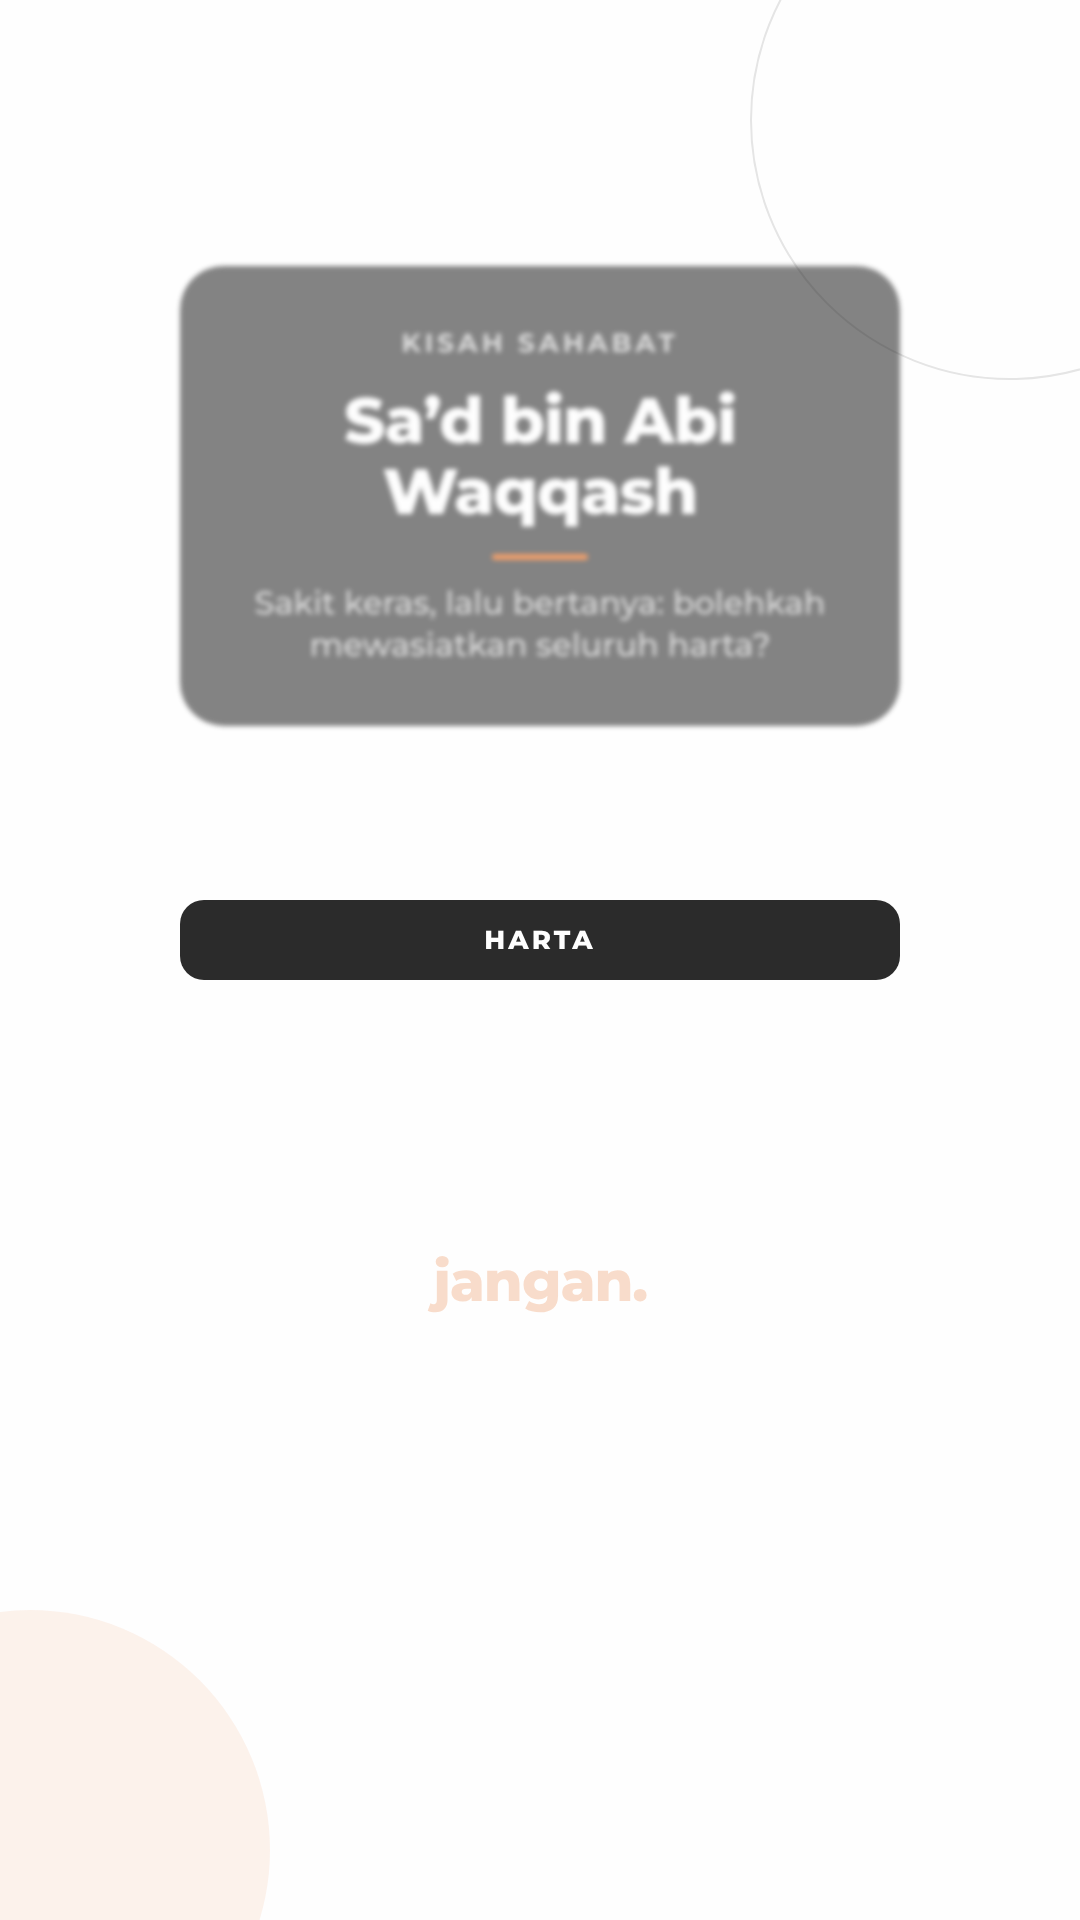 KISAH SAHABAT
Sa’d bin Abi
Waqqash
Sakit keras, lalu bertanya: bolehkah
mewasiatkan seluruh harta?
HARTA
jangan.